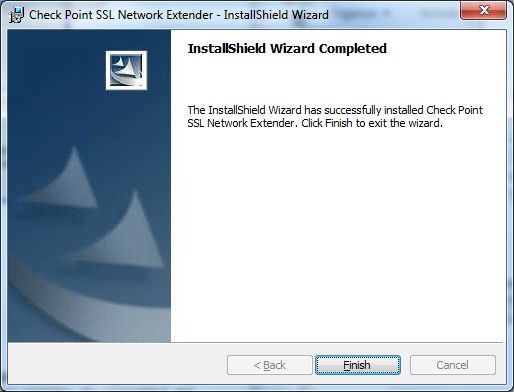 Check Point SSL Network Extender - InstallShield Wizard
InstallShield Wizard Completed
The InstallShield Wizard has successfully installed Check Point
SSL Network Extender. Click Finish to exit the wizard.
< Back
Finish
Cancel